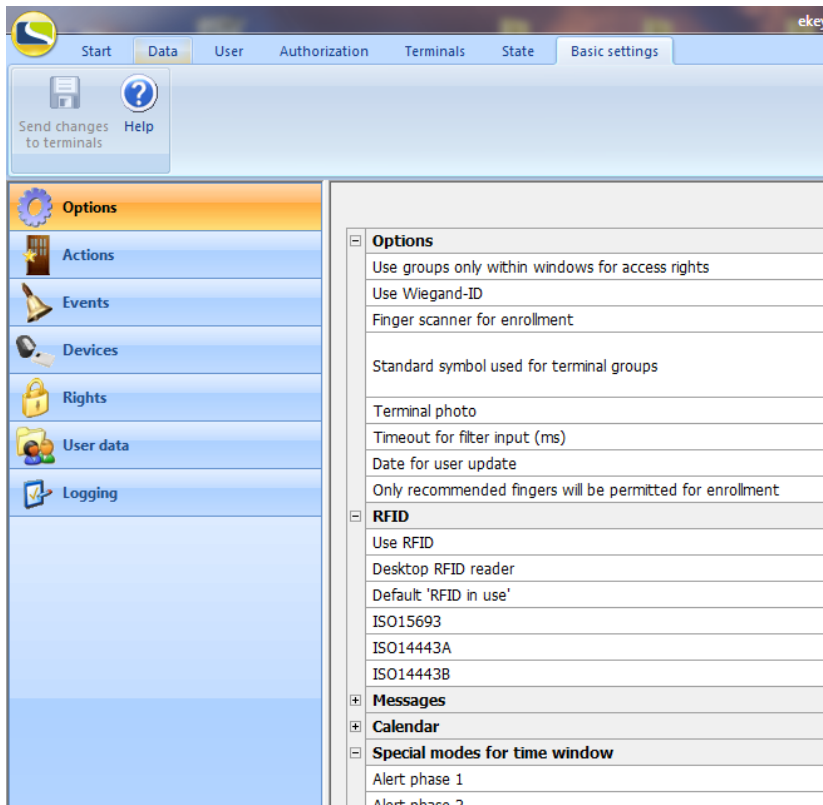 ekey
Start Data User Authorization Terminals State Basic settings
Send changes
to terminals
Help
Options
Actions
Events
Devices
Rights
User data
Logging
Options
Use groups only within windows for access rights
Use Wiegand-ID
Finger scanner for enrollment
Standard symbol used for terminal groups
Terminal photo
Timeout for filter input (ms)
Date for user update
Only recommended fingers will be permitted for enrollment
RFID
Use RFID
Desktop RFID reader
Default 'RFID in use'
ISO15693
ISO14443A
ISO14443B
Messages
Calendar
Special modes for time window
Alert phase 1
Alert phase 2